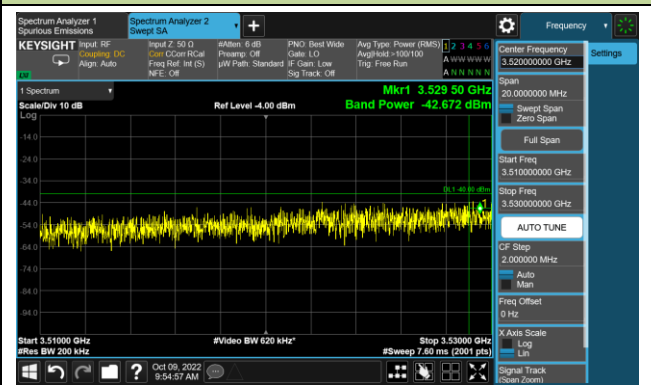 Spectrum Analyzer 1
Spurious Emissions
Spectrum Analyzer 2
Swept SA
Frequency
KEYSIGHT
Input: RF
Coupling: DC
Align: Auto
Input Z: 50 Ω
Corr CCorr RCal
Freq Ref: Int (S)
NFE: Off
#Atten: 6 dB
Preamp: Off
µW Path: Standard
PNO: Best Wide
Gate: LO
IF Gain: Low
Sig Track: Off
Avg Type: Power (RMS)
Avg|Hold >100/100
Trig: Free Run
1 2 3 4 5 6
A W W W W W
A N N N N N
Center Frequency
3.520000000 GHz
Settings
1 Spectrum
Mkr1 3.529 50 GHz
Scale/Div 10 dB
Ref Level -4.00 dBm
Band Power -42.672 dBm
Log
-14.0
-24.0
-34.0
-44.0
-54.0
-64.0
-74.0
-84.0
-94.0
DL1 -40.00 dBm
1
Span
20.0000000 MHz
Swept Span
Zero Span
Full Span
Start Freq
3.510000000 GHz
Stop Freq
3.530000000 GHz
AUTO TUNE
CF Step
2.000000 MHz
Auto
Man
Freq Offset
0 Hz
X Axis Scale
Log
Lin
Signal Track
(Span Zoom)
Start 3.51000 GHz
#Video BW 620 kHz*
Stop 3.53000 GHz
#Res BW 200 kHz
#Sweep 7.60 ms (2001 pts)
Oct 09, 2022
9:54:57 AM